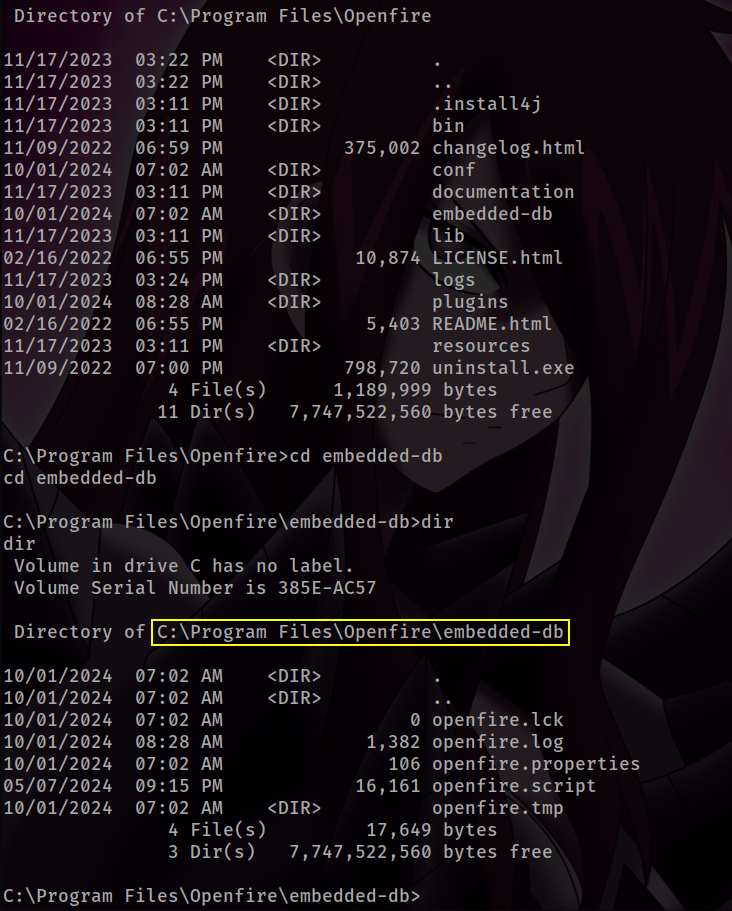 Directory of C:\Program Files\Openfire

11/17/2023  03:22 PM    <DIR>          .
11/17/2023  03:22 PM    <DIR>          ..
11/17/2023  03:11 PM    <DIR>          .install4j
11/17/2023  03:11 PM    <DIR>          bin
11/09/2022  06:59 PM           375,002 changelog.html
10/01/2024  07:02 AM    <DIR>          conf
11/17/2023  03:11 PM    <DIR>          documentation
10/01/2024  07:02 AM    <DIR>          embedded-db
11/17/2023  03:11 PM    <DIR>          lib
02/16/2022  06:55 PM            10,874 LICENSE.html
11/17/2023  03:24 PM    <DIR>          logs
10/01/2024  08:28 AM    <DIR>          plugins
02/16/2022  06:55 PM             5,403 README.html
11/17/2023  03:11 PM    <DIR>          resources
11/09/2022  07:00 PM           798,720 uninstall.exe
               4 File(s)      1,189,999 bytes
              11 Dir(s)   7,747,522,560 bytes free

C:\Program Files\Openfire>cd embedded-db
cd embedded-db

C:\Program Files\Openfire\embedded-db>dir
dir
 Volume in drive C has no label.
 Volume Serial Number is 385E-AC57

 Directory of C:\Program Files\Openfire\embedded-db

10/01/2024  07:02 AM    <DIR>          .
10/01/2024  07:02 AM    <DIR>          ..
10/01/2024  07:02 AM                 0 openfire.lck
10/01/2024  08:28 AM             1,382 openfire.log
10/01/2024  07:02 AM               106 openfire.properties
05/07/2024  09:15 PM            16,161 openfire.script
10/01/2024  07:02 AM    <DIR>          openfire.tmp
               4 File(s)         17,649 bytes
               3 Dir(s)   7,747,522,560 bytes free

C:\Program Files\Openfire\embedded-db>